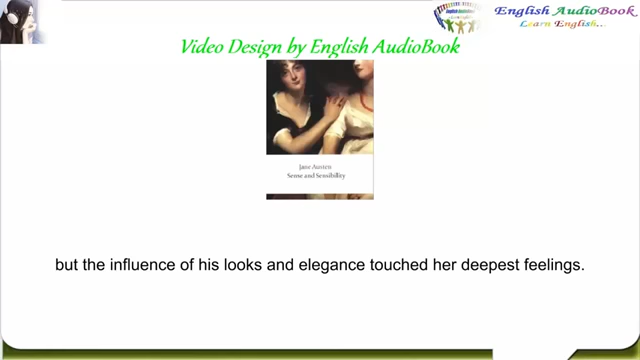 English AudioBook
Learn English...
Video Design by English AudioBook
Jane Austen
Sense and Sensibility
but the influence of his looks and elegance touched her deepest feelings.